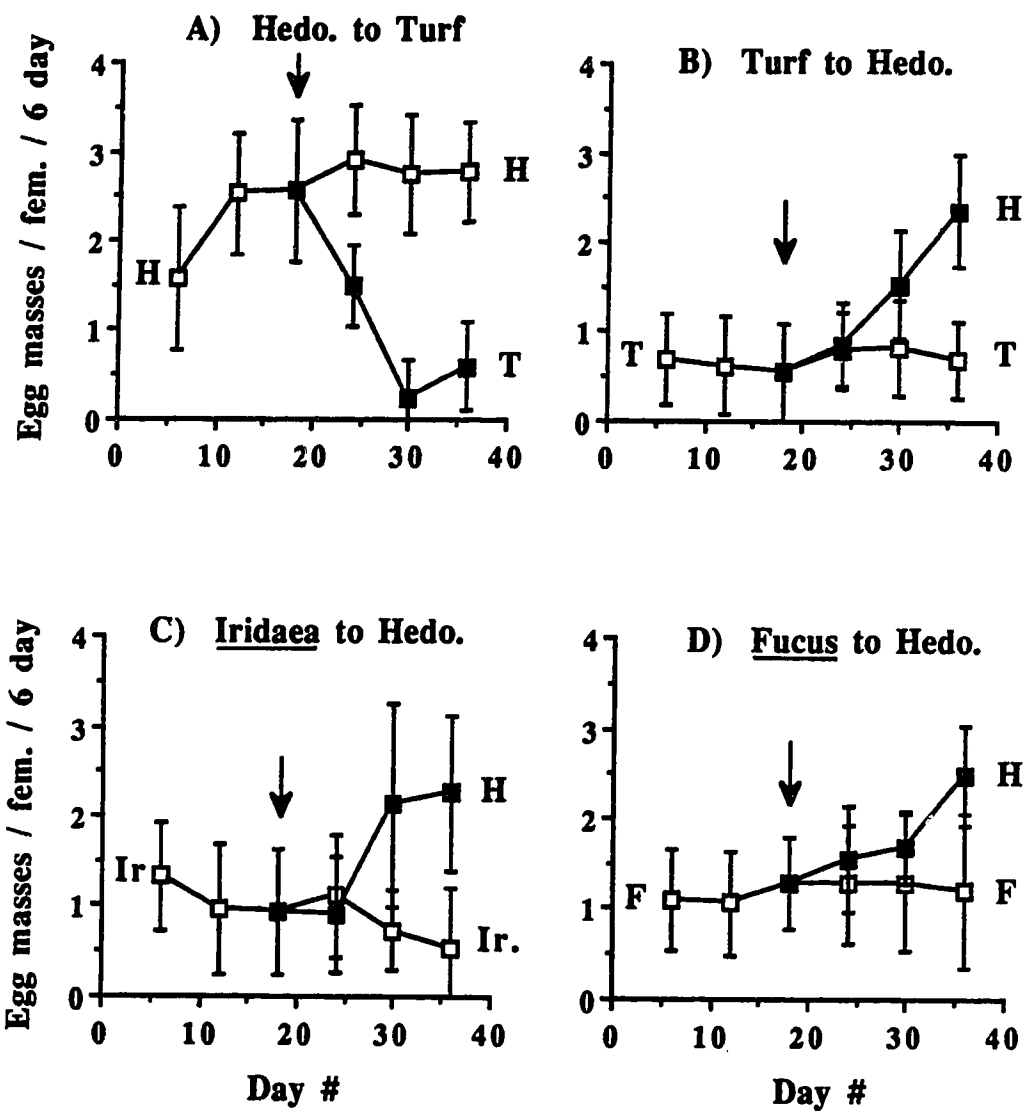 A) Hedo. to Turf
Egg masses / fem. / 6 day
4
3
2
1
0
H
H
T
0 10 20 30 40
B) Turf to Hedo.
4
3
2
1
0
T
H
T
0 10 20 30 40
C) Iridaea to Hedo.
Egg masses / fem. / 6 day
4
3
2
1
0
Ir
H
Ir.
0 10 20 30 40
Day #
D) Fucus to Hedo.
4
3
2
1
0
F
H
F
0 10 20 30 40
Day #